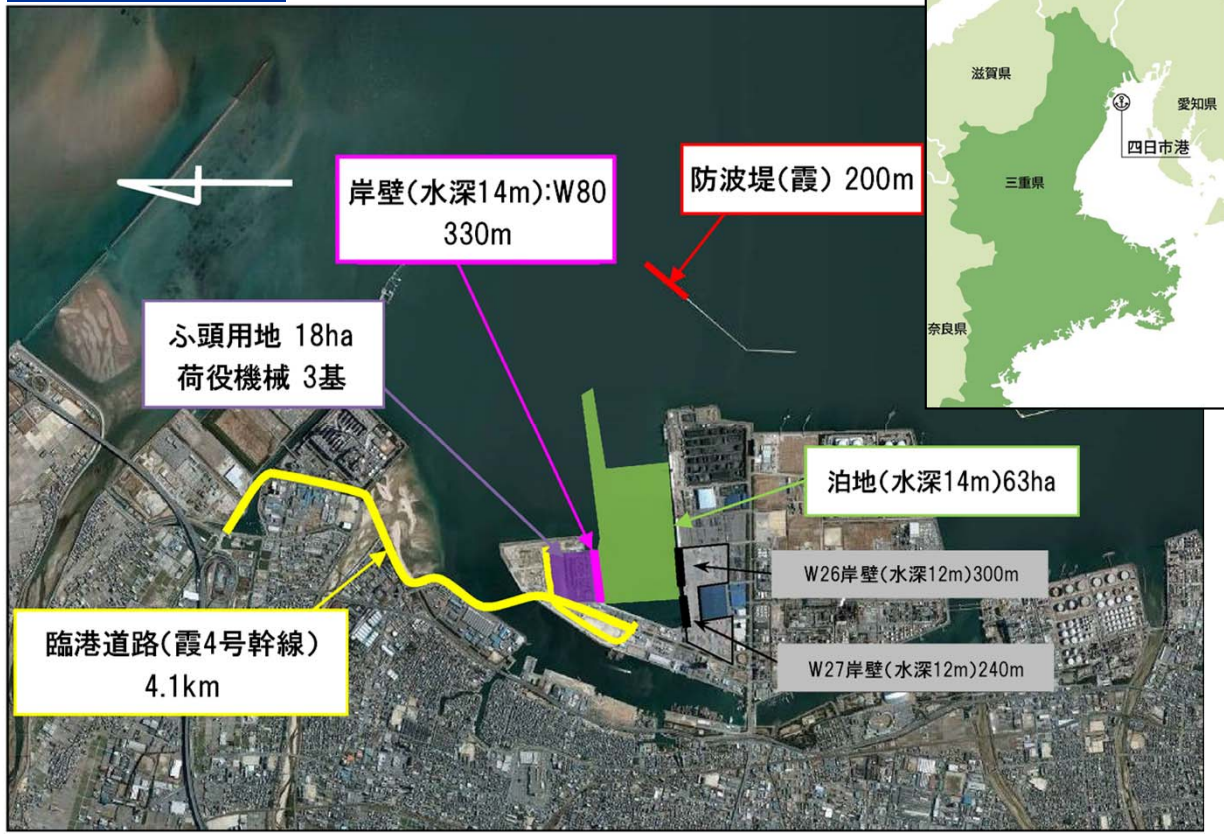 滋賀県
愛知県
四日市港
三重県
奈良県
岸壁(水深14m):W80
330m
防波堤(霞) 200m
ふ頭用地 18ha
荷役機械 3基
泊地(水深14m)63ha
W26岸壁(水深12m)300m
W27岸壁(水深12m)240m
臨港道路(霞4号幹線)
4.1km